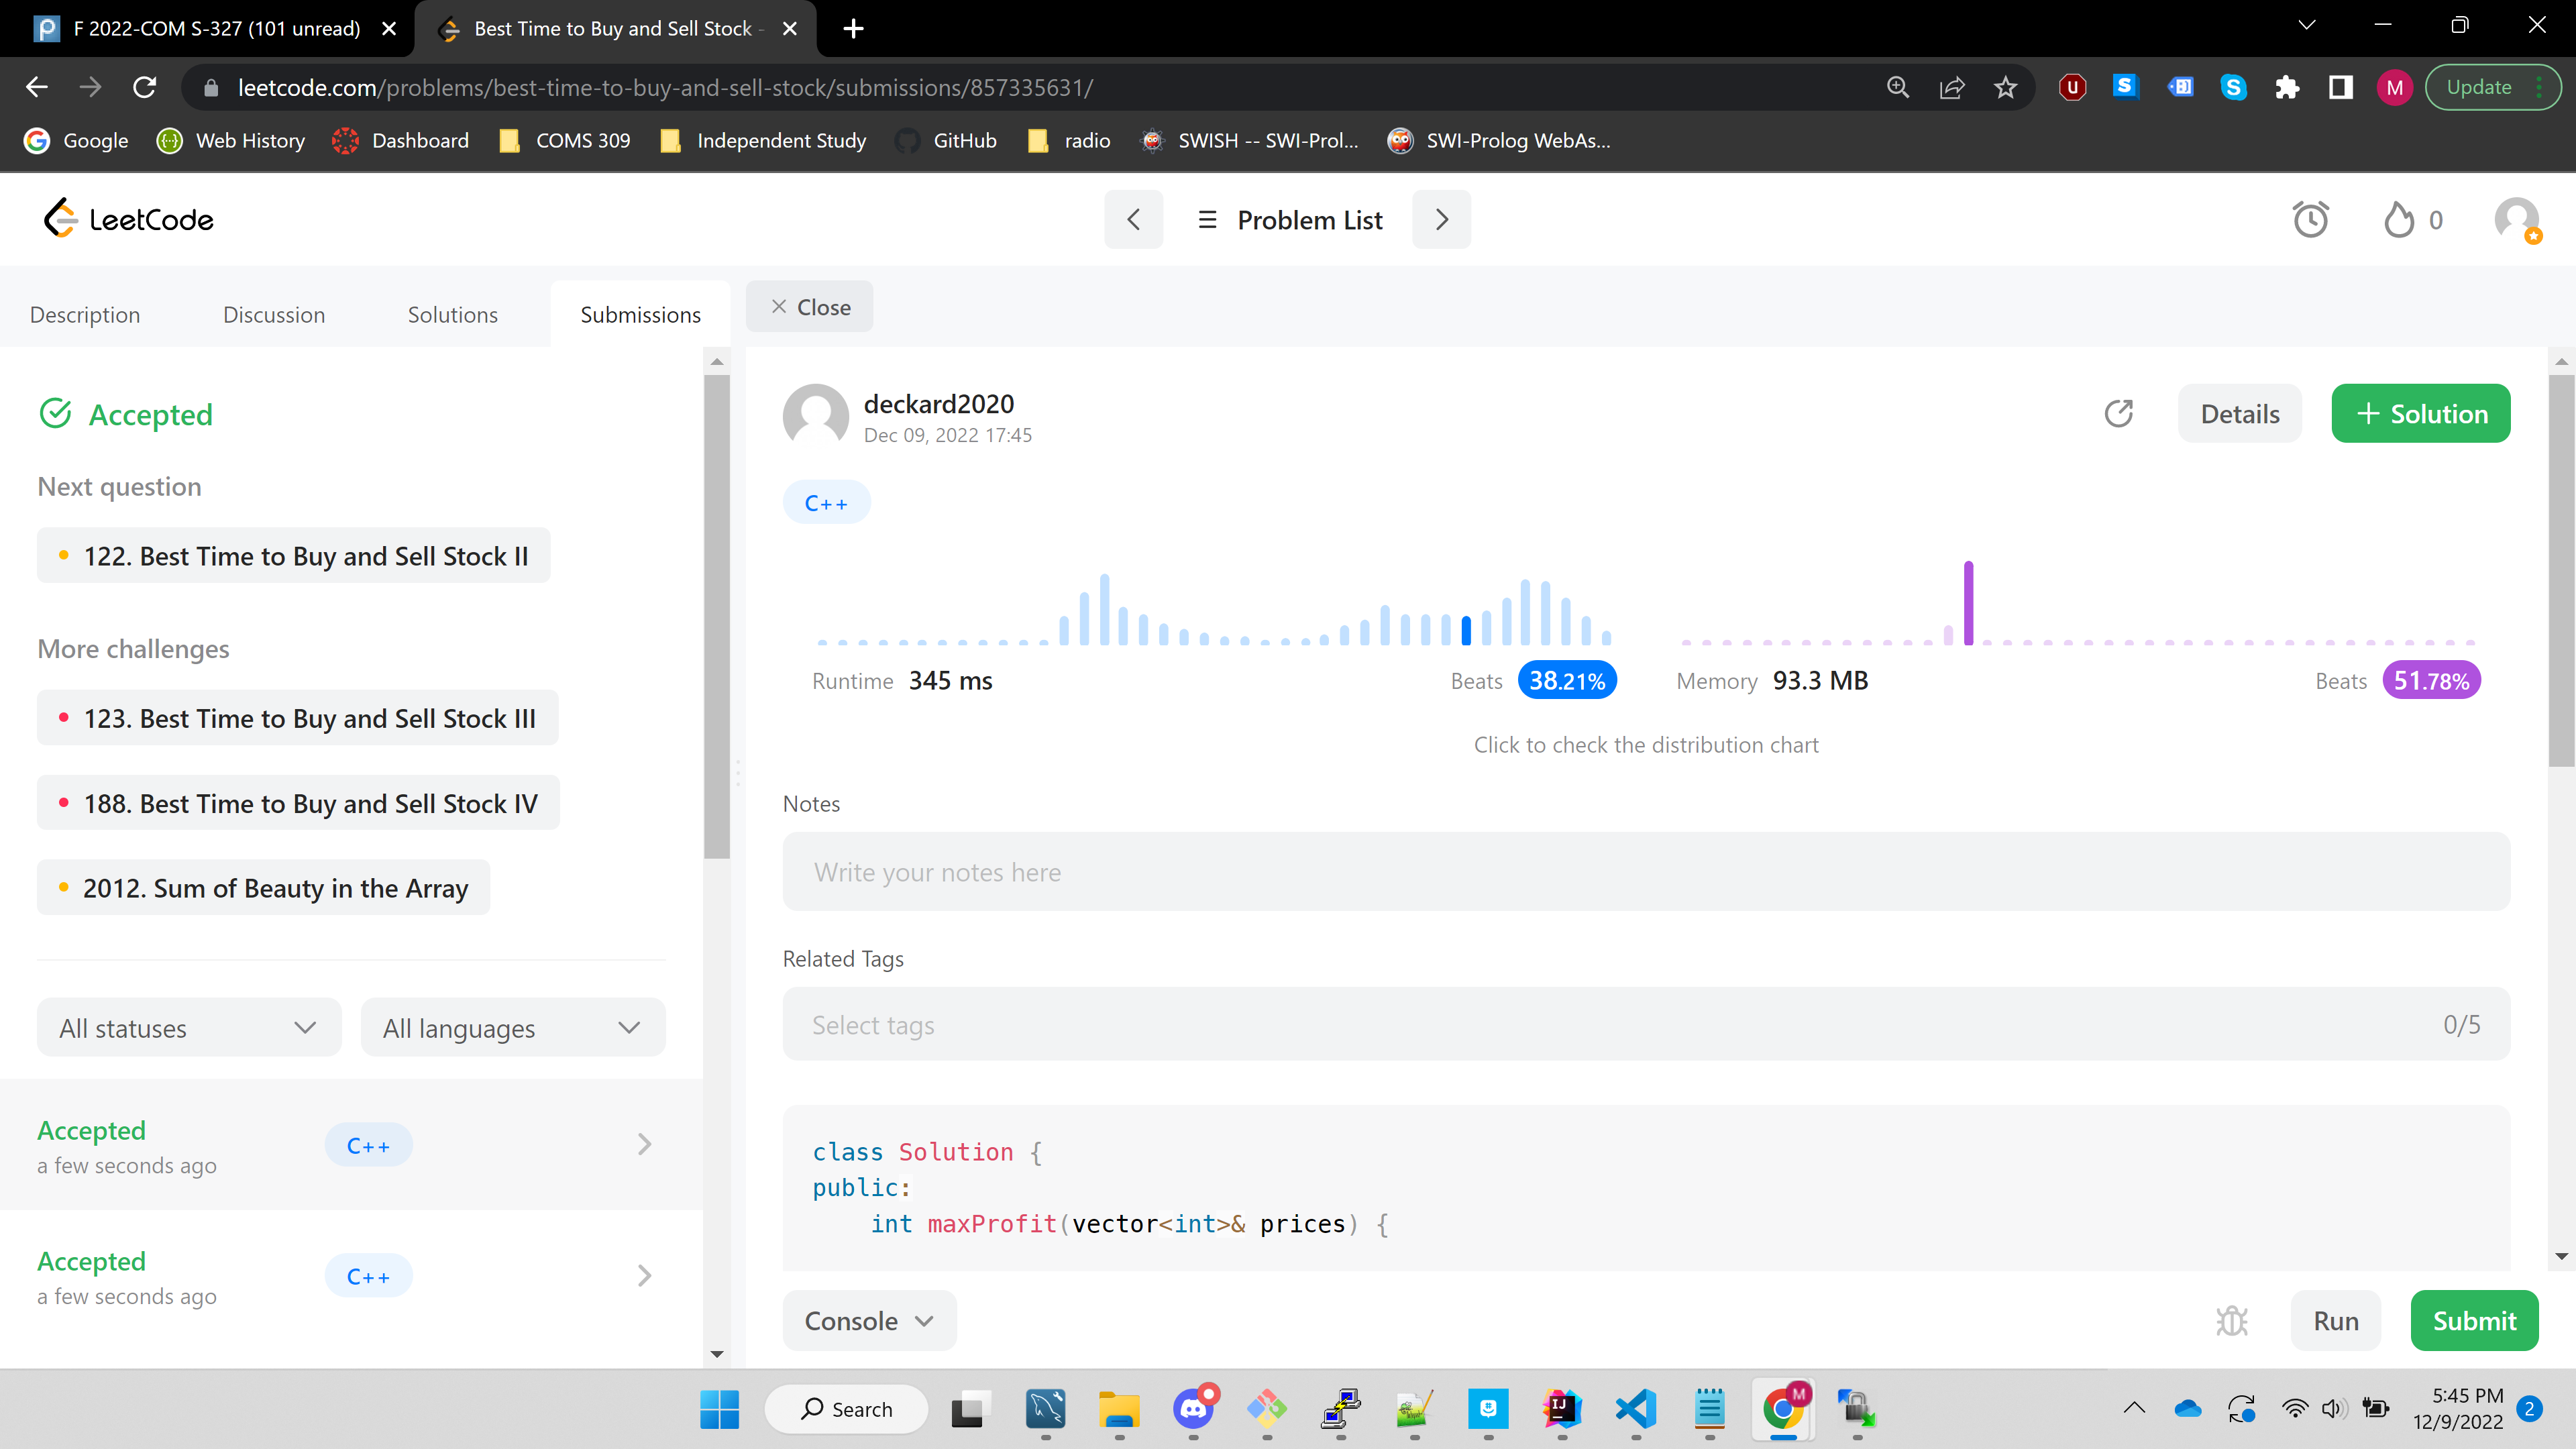 F 2022-COM S-327 (101 unread)
Best Time to Buy and Sell Stock -
leetcode.com/problems/best-time-to-buy-and-sell-stock/submissions/857335631/
M
Update
Google
Web History
Dashboard
COMS 309
Independent Study
GitHub
radio
SWISH -- SWI-Prol...
SWI-Prolog WebAs...
LeetCode
Problem List
0
Description
Discussion
Solutions
Submissions
Close
Accepted
Next question
122. Best Time to Buy and Sell Stock II
More challenges
123. Best Time to Buy and Sell Stock III
188. Best Time to Buy and Sell Stock IV
2012. Sum of Beauty in the Array
All statuses
All languages
Accepted
a few seconds ago
C++
Accepted
a few seconds ago
C++
deckard2020
Dec 09, 2022 17:45
Details
+ Solution
C++
Runtime 345 ms
Beats 38.21%
Memory 93.3 MB
Beats 51.78%
Click to check the distribution chart
Notes
Write your notes here
Related Tags
Select tags
0/5
class Solution {
public:
    int maxProfit(vector<int>& prices) {
Console
Run
Submit
Search
5:45 PM
12/9/2022
2